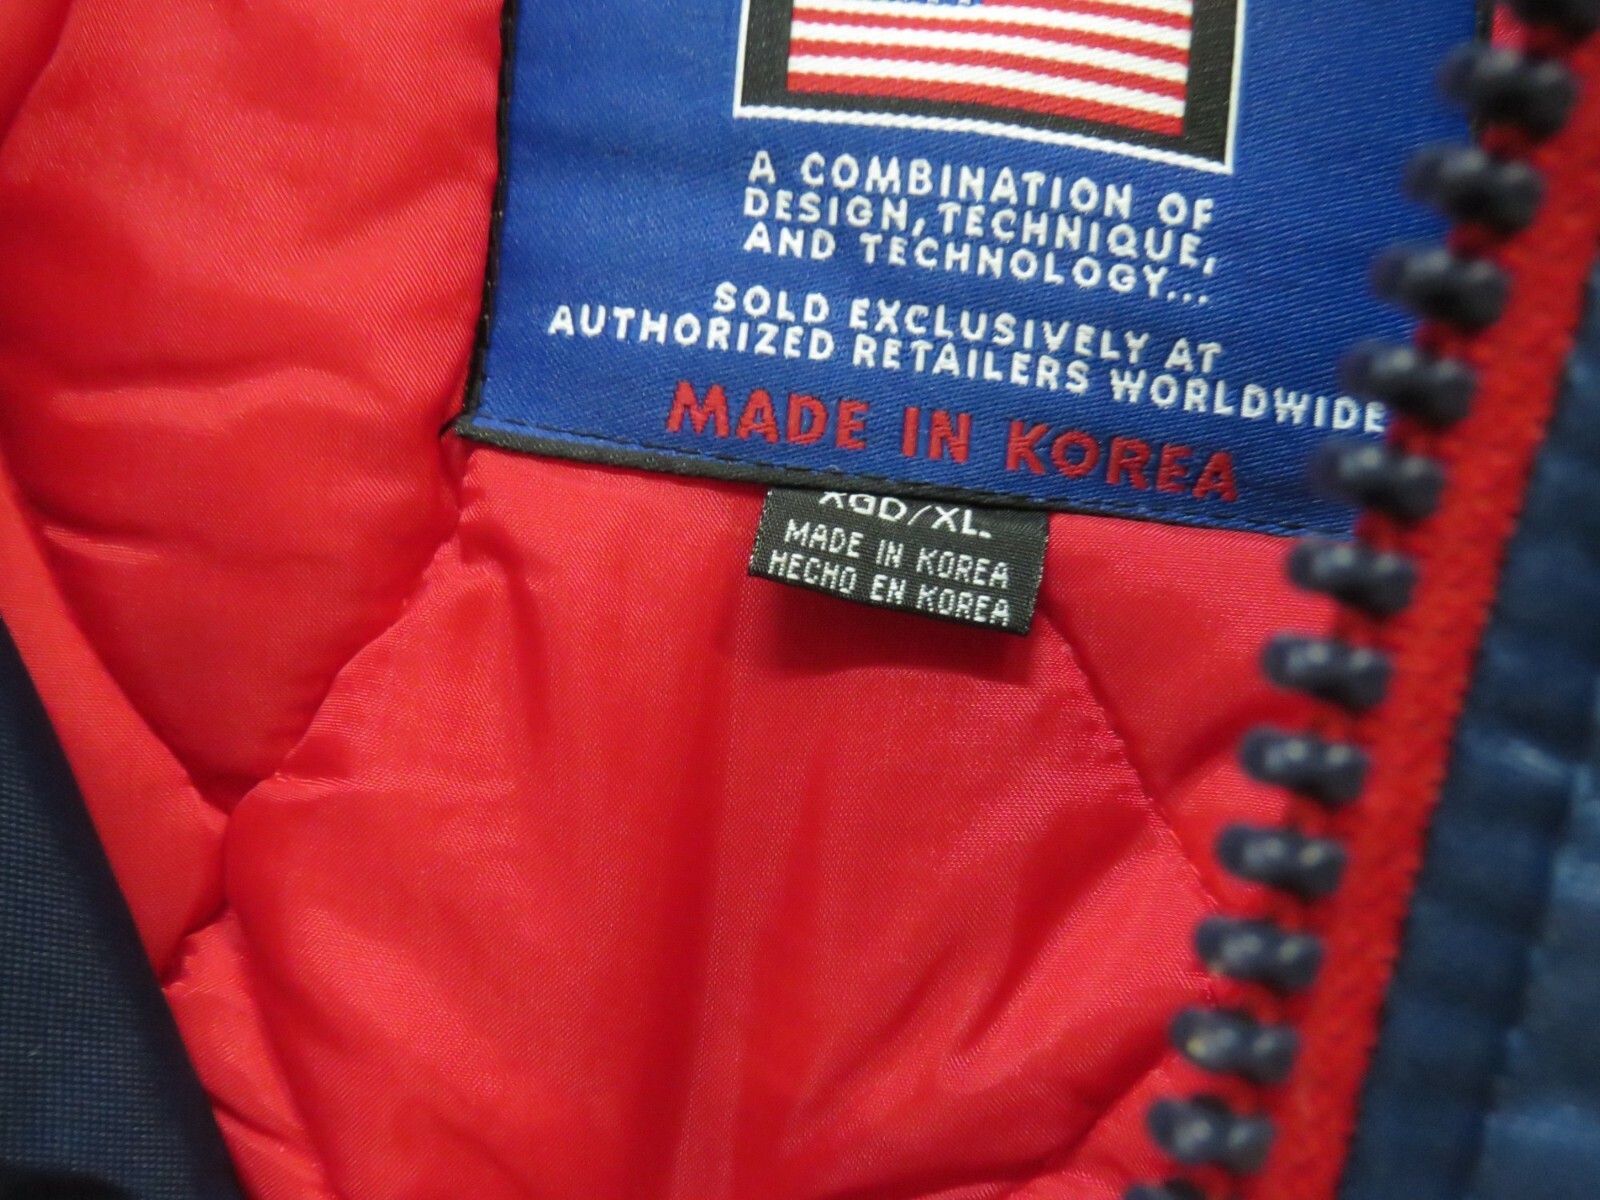 A COMBINATION OF
DESIGN, TECHNIQUE,
AND TECHNOLOGY...
SOLD EXCLUSIVELY AT
AUTHORIZED RETAILERS WORLDWIDE
MADE IN KOREA
XGD/XL
MADE IN KOREA
HECHO EN KOREA